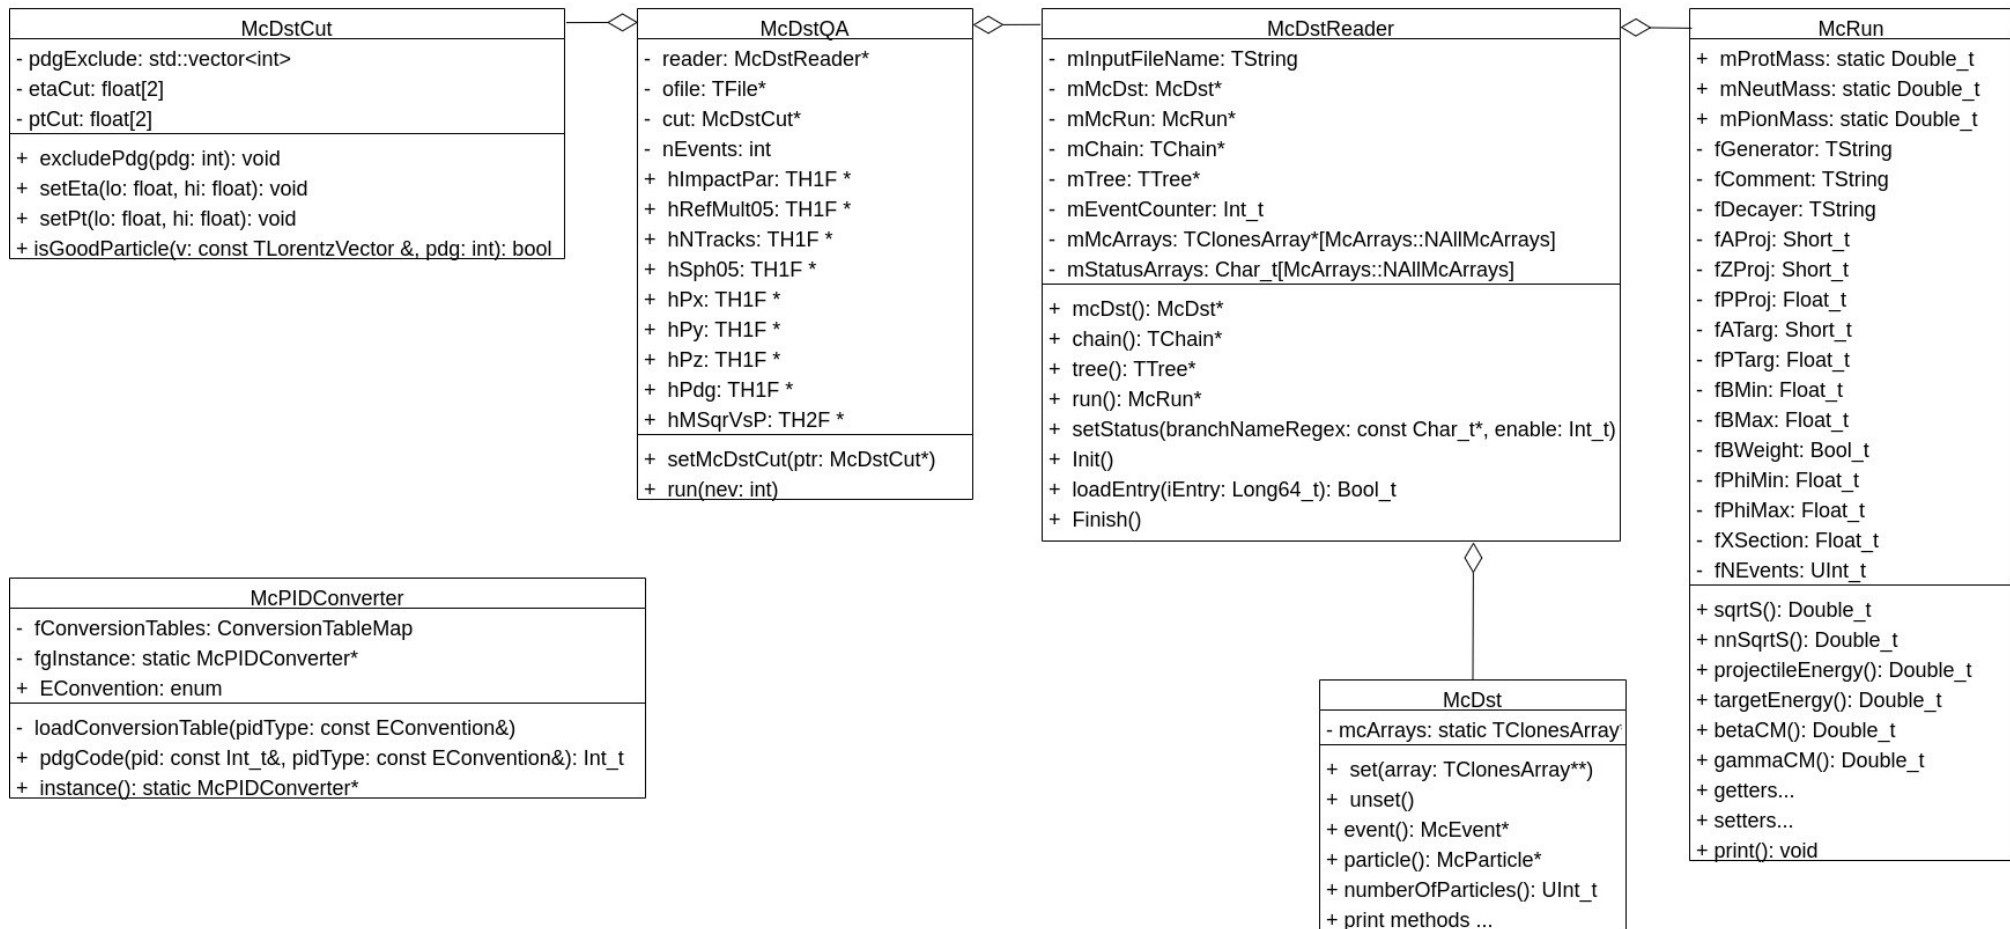 McDstCut
- pdgExclude: std::vector<int>
- etaCut: float[2]
- ptCut: float[2]
+ excludePdg(pdg: int): void
+ setEta(lo: float, hi: float): void
+ setPt(lo: float, hi: float): void
+ isGoodParticle(v: const TLorentzVector &, pdg: int): bool
McDstQA
- reader: McDstReader*
- ofile: TFile*
- cut: McDstCut*
- nEvents: int
+ hImpactPar: TH1F *
+ hRefMult05: TH1F *
+ hNTracks: TH1F *
+ hSph05: TH1F *
+ hPx: TH1F *
+ hPy: TH1F *
+ hPz: TH1F *
+ hPdg: TH1F *
+ hMSqrVsP: TH2F *
+ setMcDstCut(ptr: McDstCut*)
+ run(nev: int)
McDstReader
- mInputFileName: TString
- mMcDst: McDst*
- mMcRun: McRun*
- mChain: TChain*
- mTree: TTree*
- mEventCounter: Int_t
- mMcArrays: TClonesArray*[McArrays::NAllMcArrays]
- mStatusArrays: Char_t[McArrays::NAllMcArrays]
+ mcDst(): McDst*
+ chain(): TChain*
+ tree(): TTree*
+ run(): McRun*
+ setStatus(branchNameRegex: const Char_t*, enable: Int_t)
+ Init()
+ loadEntry(iEntry: Long64_t): Bool_t
+ Finish()
McRun
+ mProtMass: static Double_t
+ mNeutMass: static Double_t
+ mPionMass: static Double_t
- fGenerator: TString
- fComment: TString
- fDecayer: TString
- fAProj: Short_t
- fZProj: Short_t
- fPProj: Float_t
- fATarg: Short_t
- fPTarg: Float_t
- fBMin: Float_t
- fBMax: Float_t
- fBWeight: Bool_t
- fPhiMin: Float_t
- fPhiMax: Float_t
- fXSection: Float_t
- fNEvents: UInt_t
+ sqrtS(): Double_t
+ nnSqrtS(): Double_t
+ projectileEnergy(): Double_t
+ targetEnergy(): Double_t
+ betaCM(): Double_t
+ gammaCM(): Double_t
+ getters...
+ setters...
+ print(): void
McPIDConverter
- fConversionTables: ConversionTableMap
- fgInstance: static McPIDConverter*
+ EConvention: enum
- loadConversionTable(pidType: const EConvention&)
+ pdgCode(pid: const Int_t&, pidType: const EConvention&): Int_t
+ instance(): static McPIDConverter*
McDst
- mcArrays: static TClonesArray
+ set(array: TClonesArray**)
+ unset()
+ event(): McEvent*
+ particle(): McParticle*
+ numberOfParticles(): UInt_t
+ print methods ...